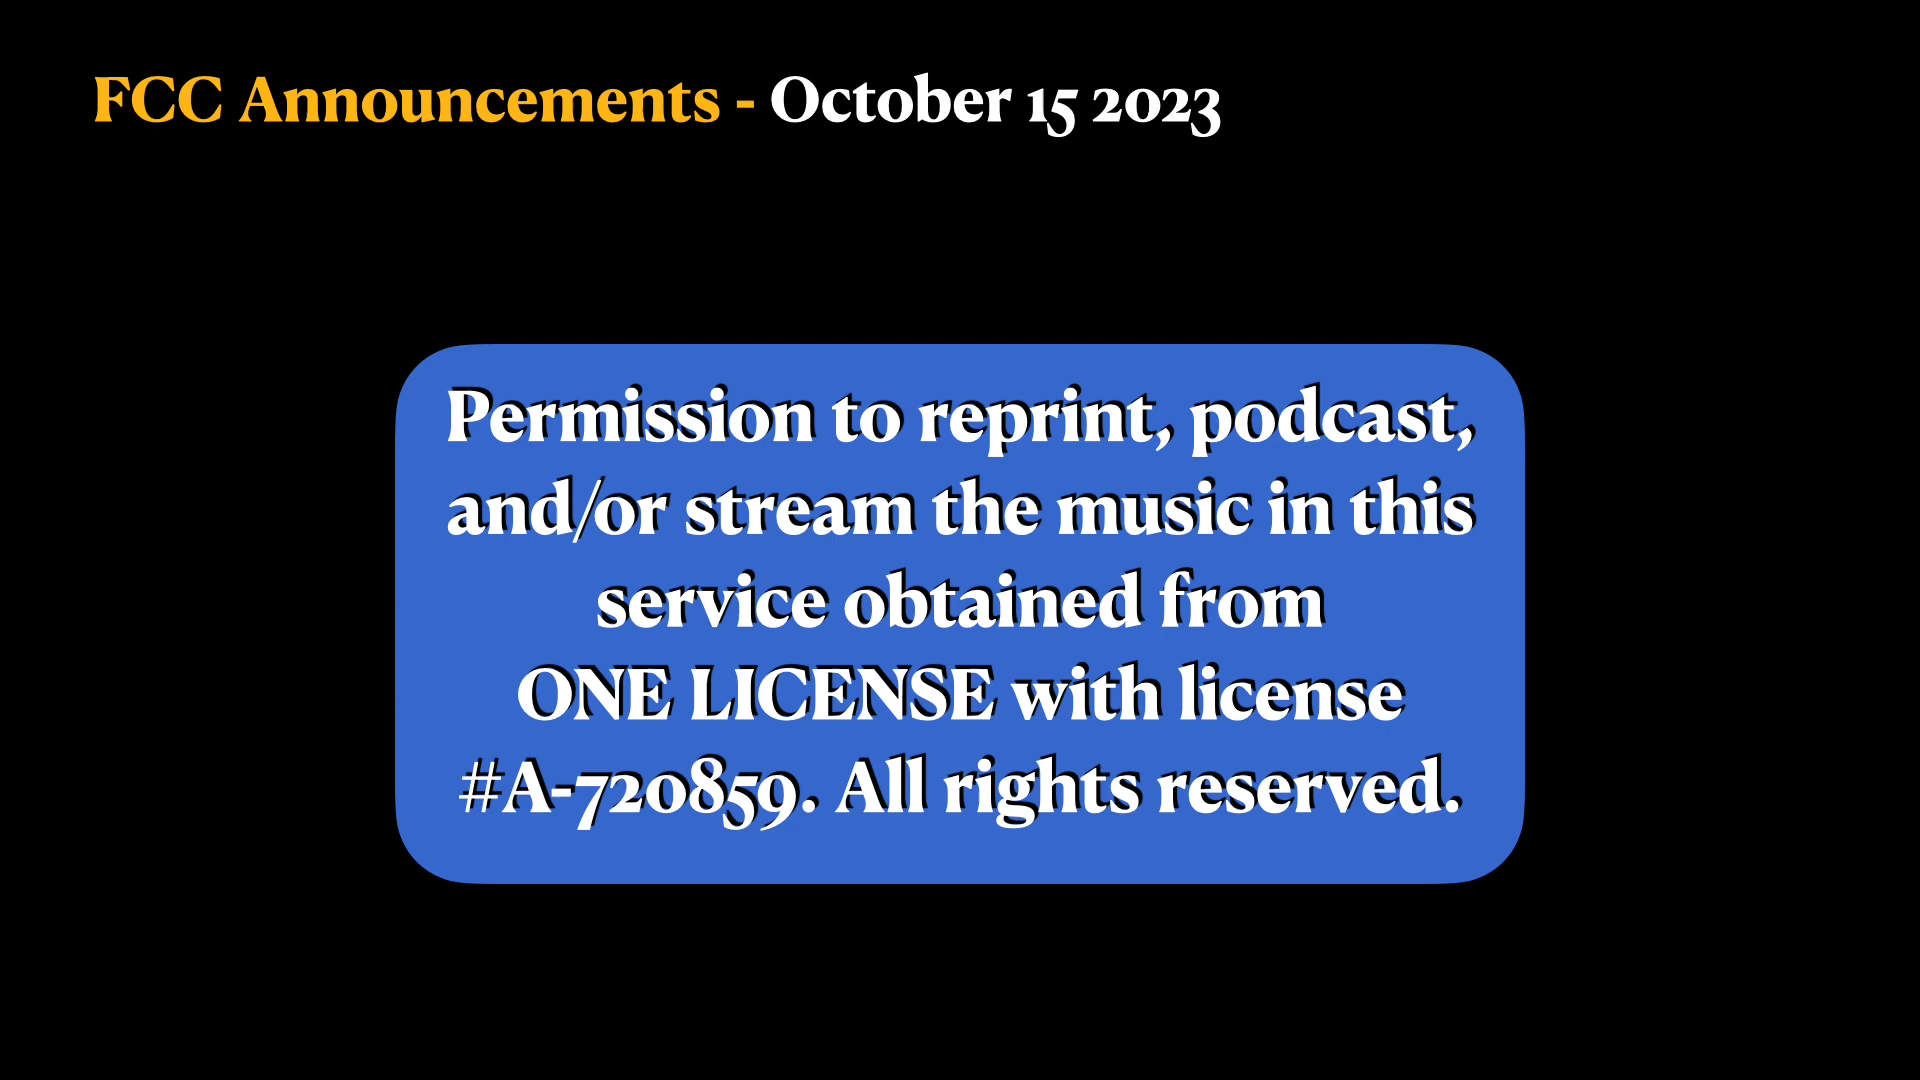 FCC Announcements - October 15 2023
Permission to reprint, podcast,
and/or stream the music in this
service obtained from
ONE LICENSE with license
#A-720859. All rights reserved.